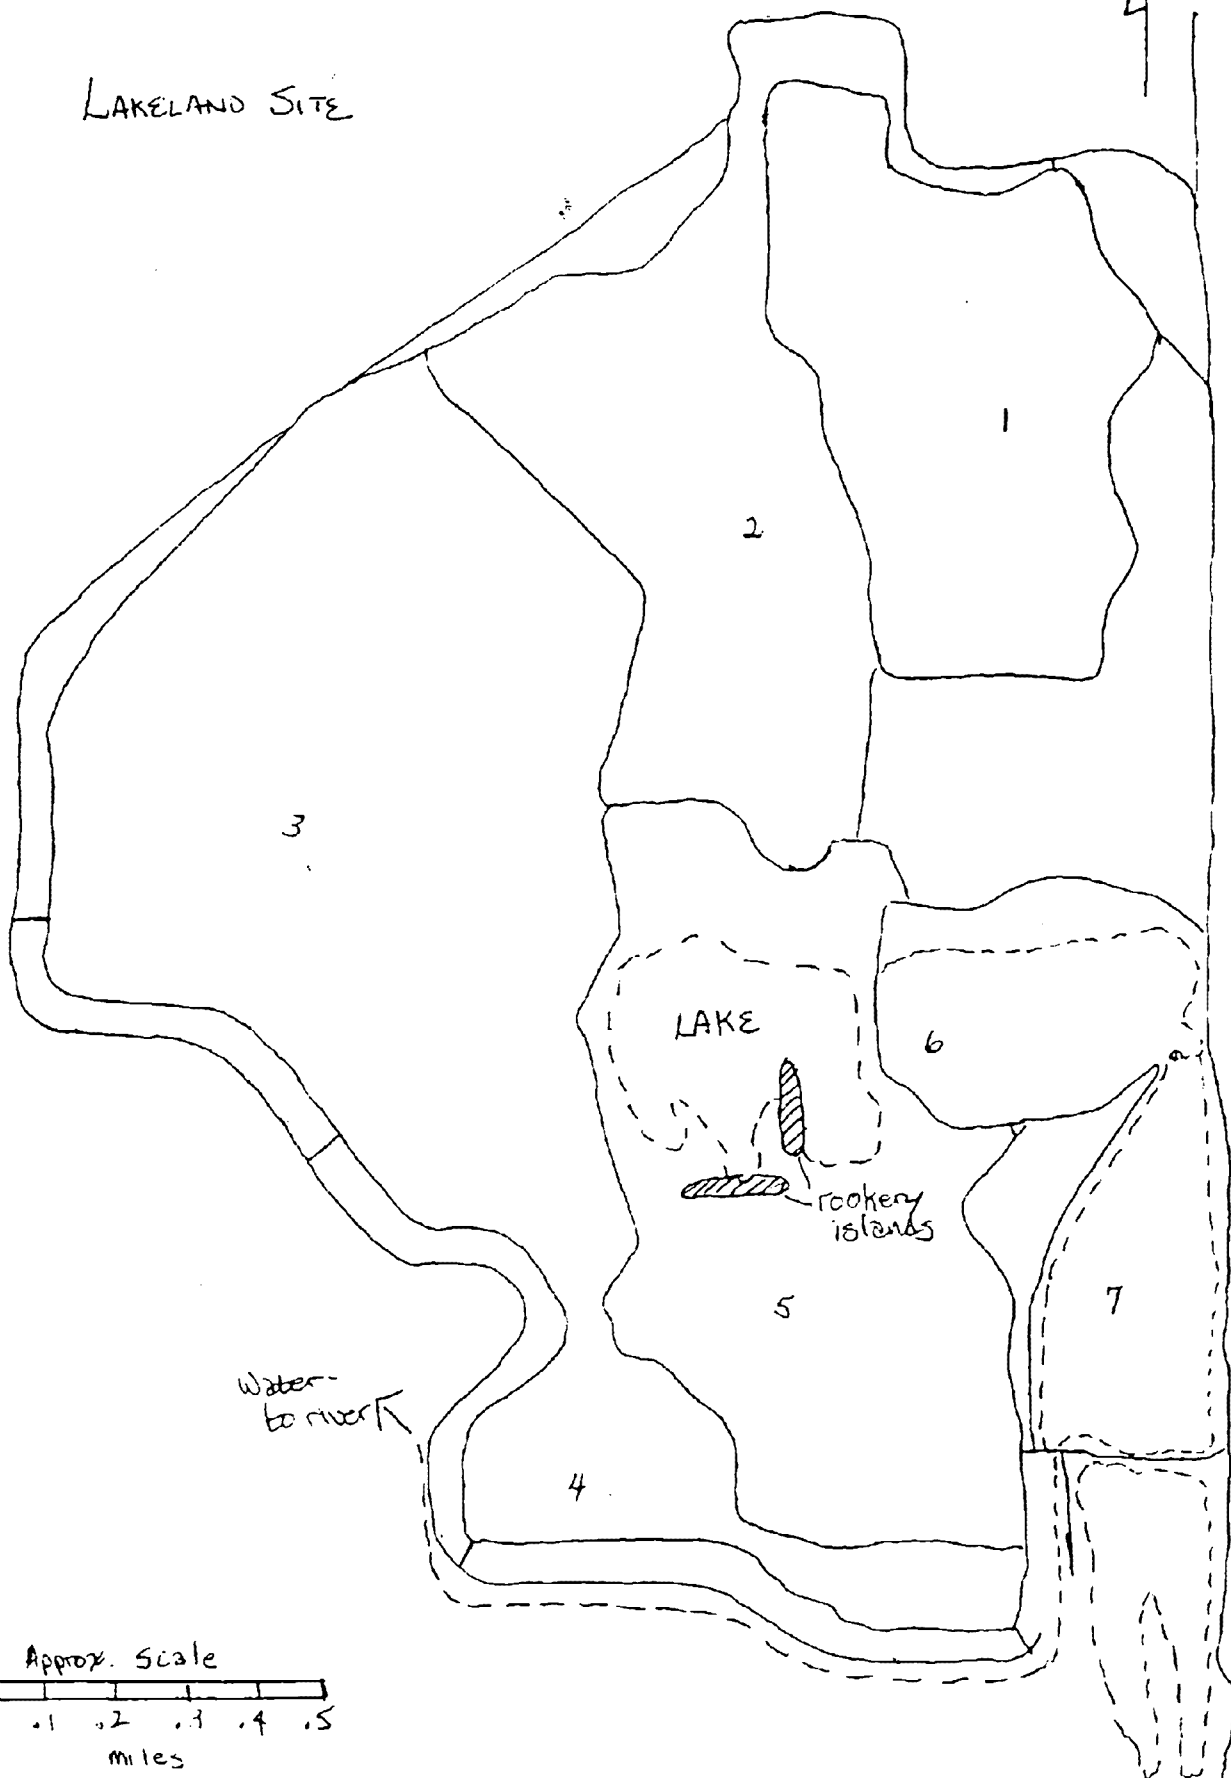 LAKELAND SITE
1
2
3
LAKE
6
rookery
islands
5
7
Water-
to river
4
Approx. Scale
.1 .2 .3 .4 .5
miles